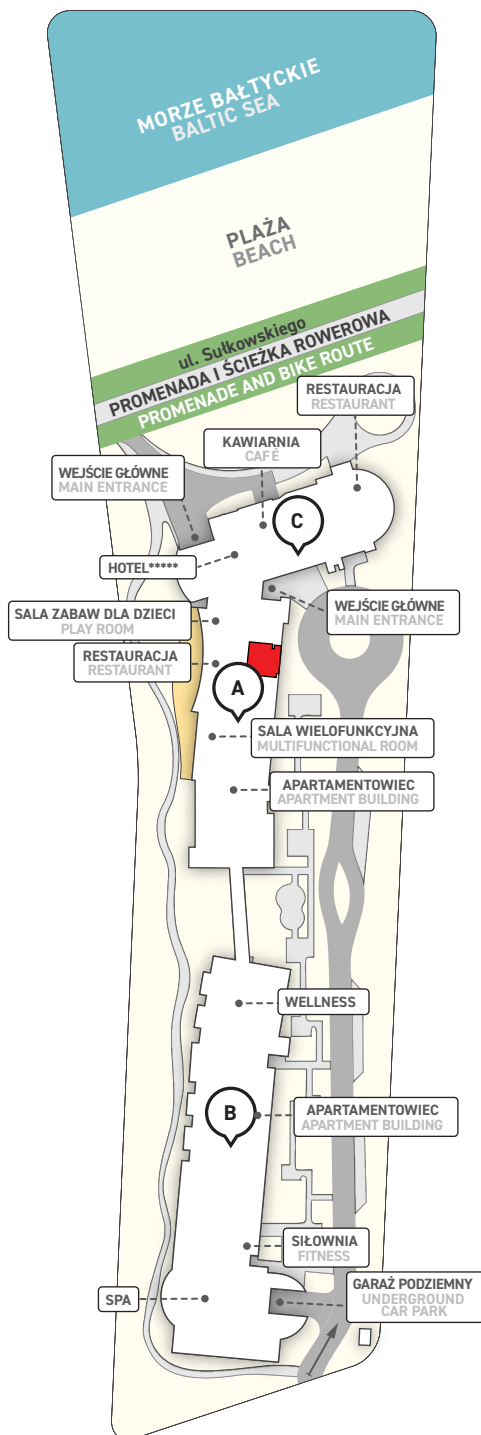 MORZE BAŁTYCKIE
BALTIC SEA
PLAŻA
BEACH
ul. Sułkowskiego
PROMENADA I ŚCIEŻKA ROWEROWA
PROMENADE AND BIKE ROUTE
RESTAURACJA
RESTAURANT
KAWIARNIA
CAFÉ
WEJŚCIE GŁÓWNE
MAIN ENTRANCE
C
HOTEL*****
WEJŚCIE GŁÓWNE
MAIN ENTRANCE
SALA ZABAW DLA DZIECI
PLAY ROOM
RESTAURACJA
RESTAURANT
A
SALA WIELOFUNKCYJNA
MULTIFUNCTIONAL ROOM
APARTAMENTOWIEC
APARTMENT BUILDING
WELLNESS
B
APARTAMENTOWIEC
APARTMENT BUILDING
SIŁOWNIA
FITNESS
SPA
GARAŻ PODZIEMNY
UNDERGROUND
CAR PARK